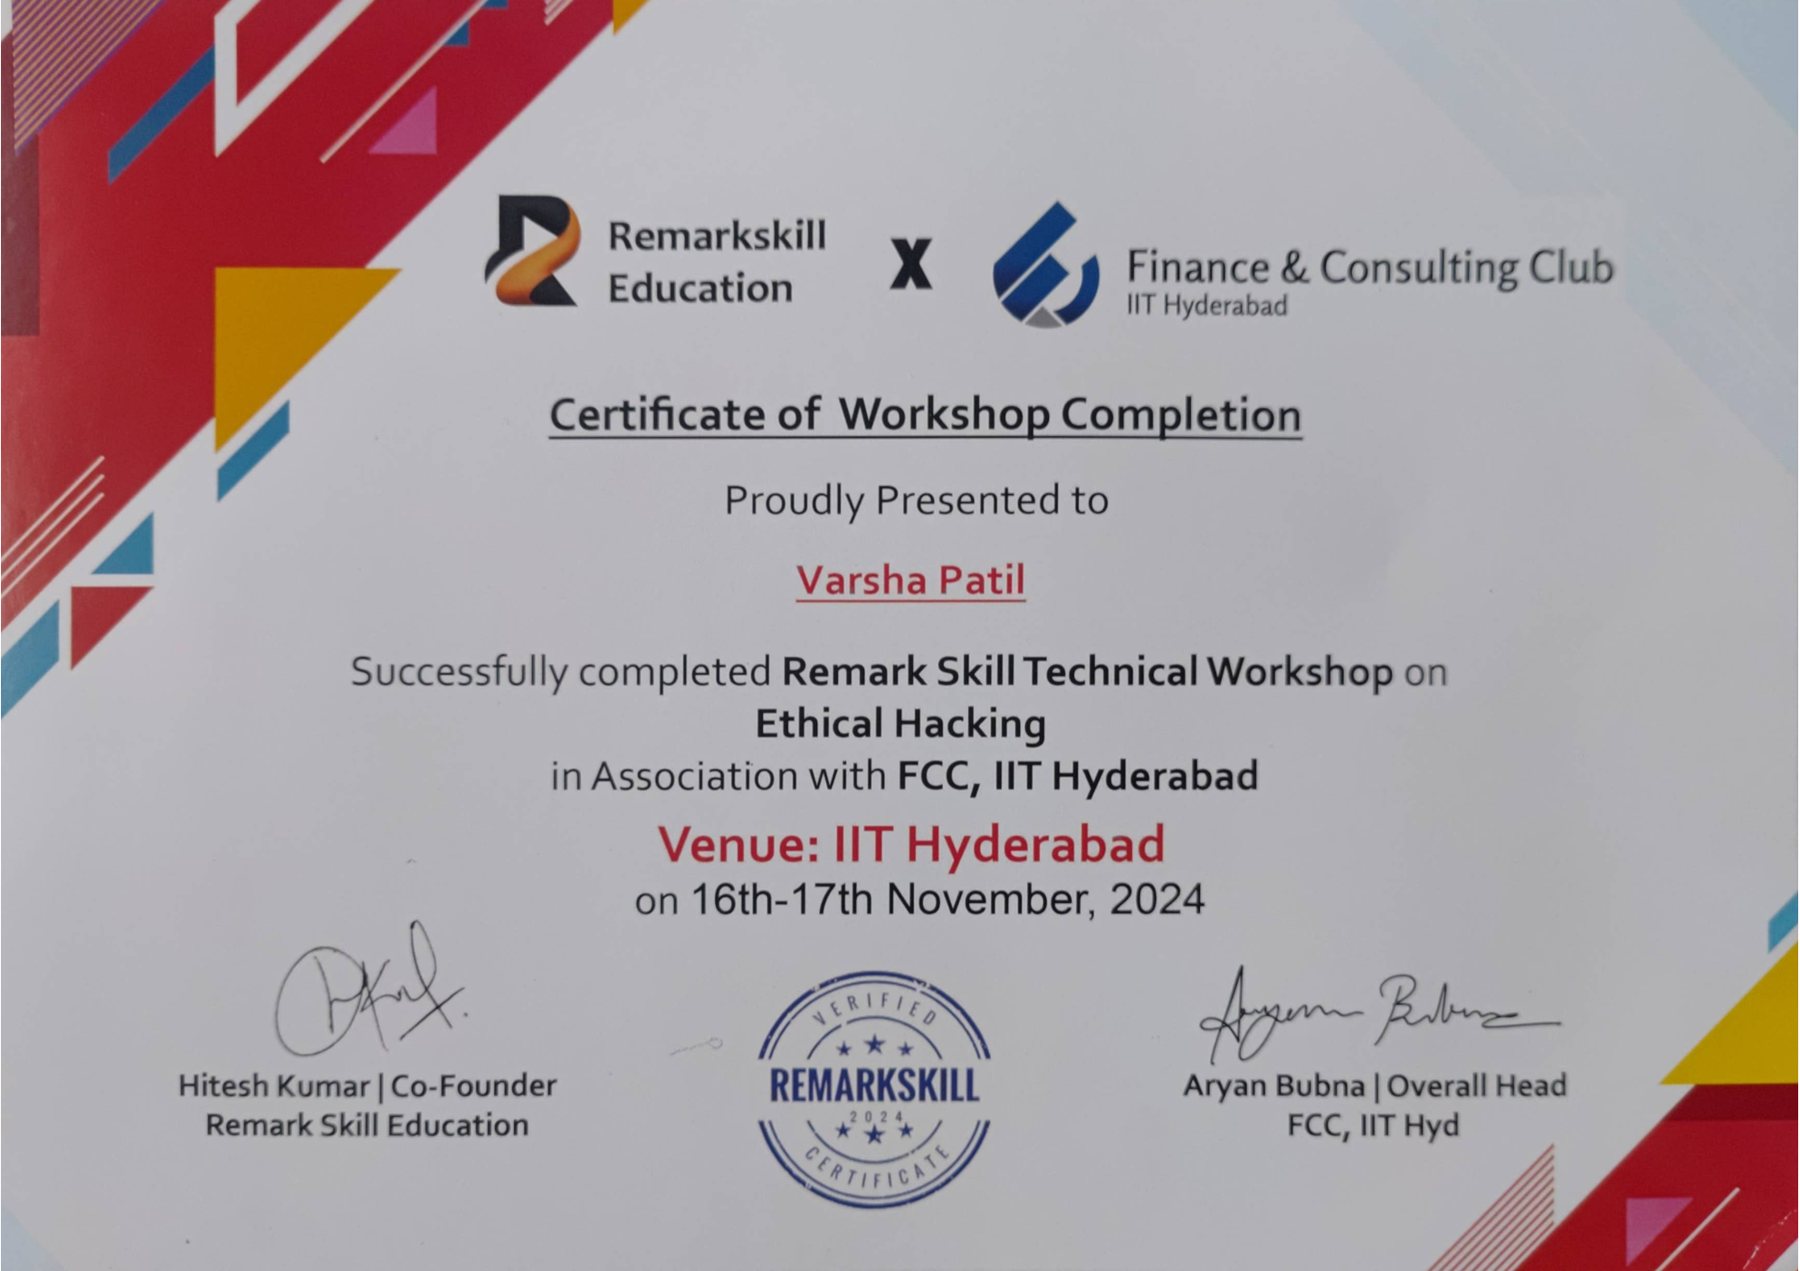 Remarkskill
Education
X
Finance & Consulting Club
IIT Hyderabad
Certificate of Workshop Completion
Proudly Presented to
Varsha Patil
Successfully completed Remark Skill Technical Workshop on
Ethical Hacking
in Association with FCC, IIT Hyderabad
Venue: IIT Hyderabad
on 16th-17th November, 2024
Aryan Bubna
Hitesh Kumar | Co-Founder
Remark Skill Education
VERIFIED
REMARKSKILL
2024
CERTIFICATE
Aryan Bubna | Overall Head
FCC, IIT Hyd